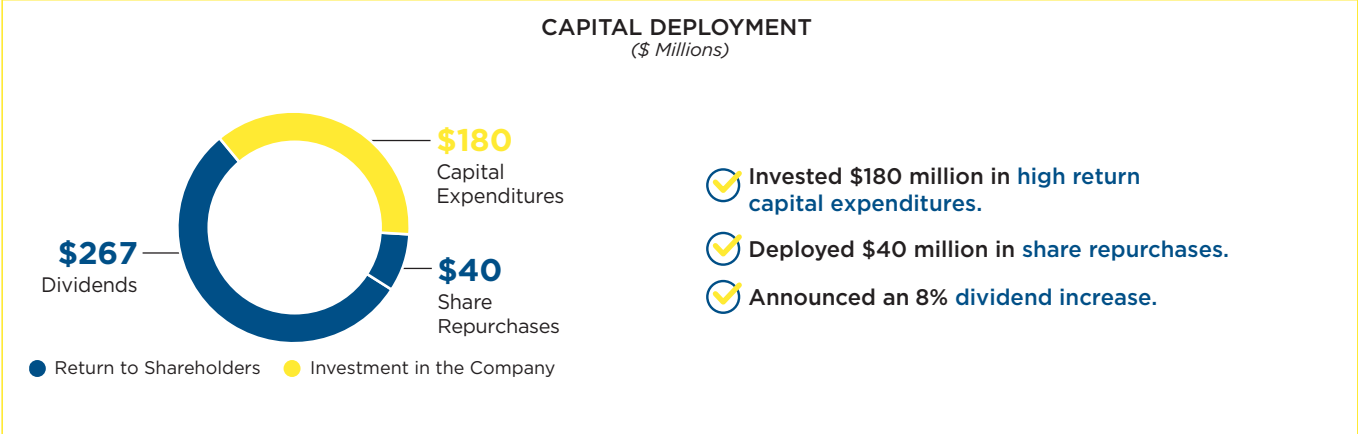 CAPITAL DEPLOYMENT
($ Millions)
$180
Capital
Expenditures
$267
Dividends
$40
Share
Repurchases
Return to Shareholders
Investment in the Company
Invested $180 million in high return
capital expenditures.
Deployed $40 million in share repurchases.
Announced an 8% dividend increase.